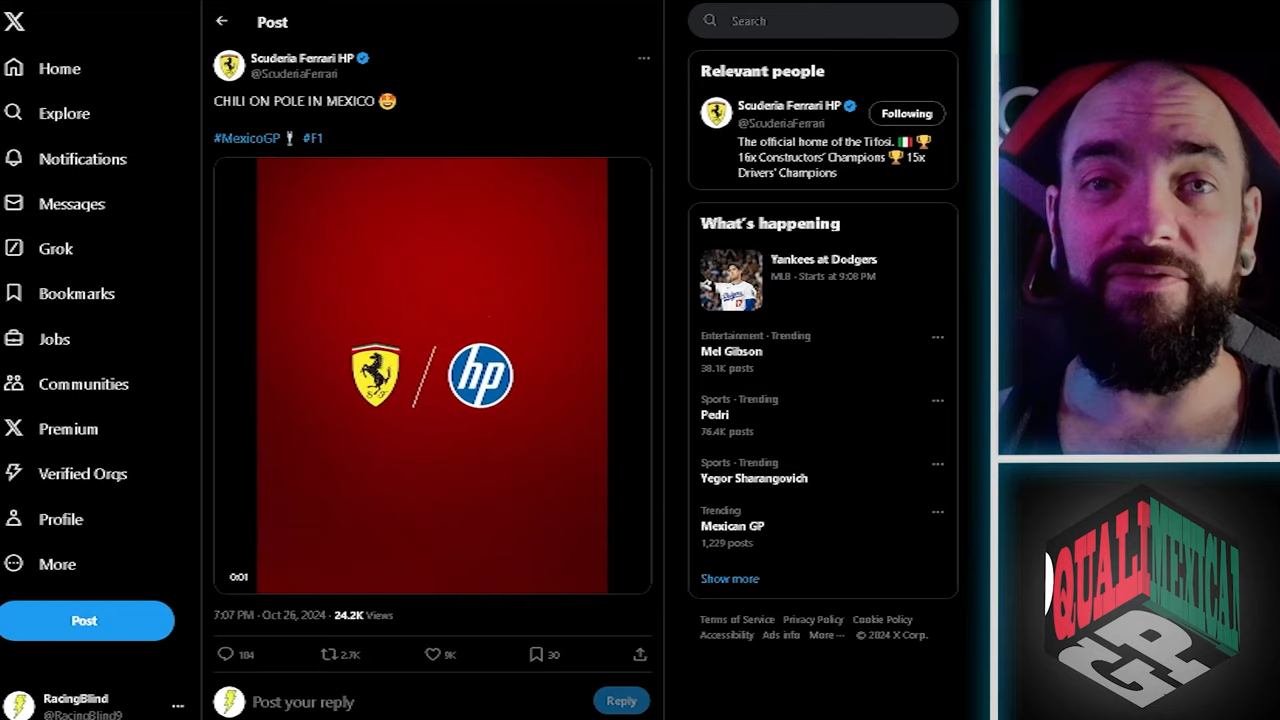 Home
Explore
Notifications
Messages
Grok
Bookmarks
Jobs
Communities
Premium
Verified Orgs
Profile
More
Post
RacingBlind
@RacingBlind9
Post
Scuderia Ferrari HP
@ScuderiaFerrari
CHILI ON POLE IN MEXICO 🤩
#MexicoGP #F1
S F
hp
0:01
7:07 PM · Oct 26, 2024 · 24.2K Views
184 2.7K 9K 30
Post your reply
Reply
Search
Relevant people
Scuderia Ferrari HP
@ScuderiaFerrari
Following
The official home of the Tifosi. 🇮🇹 🏆
16x Constructors' Champions 🏆 15x
Drivers' Champions
What's happening
Yankees at Dodgers
MLB · Starts at 9:08 PM
Dodgers
17
Entertainment · Trending
Mel Gibson
38.1K posts
Sports · Trending
Pedri
76.4K posts
Sports · Trending
Yegor Sharangovich
Trending
Mexican GP
1,229 posts
Show more
Terms of Service Privacy Policy Cookie Policy
Accessibility Ads info More ··· © 2024 X Corp.
QUALI
MEXICAN
GP